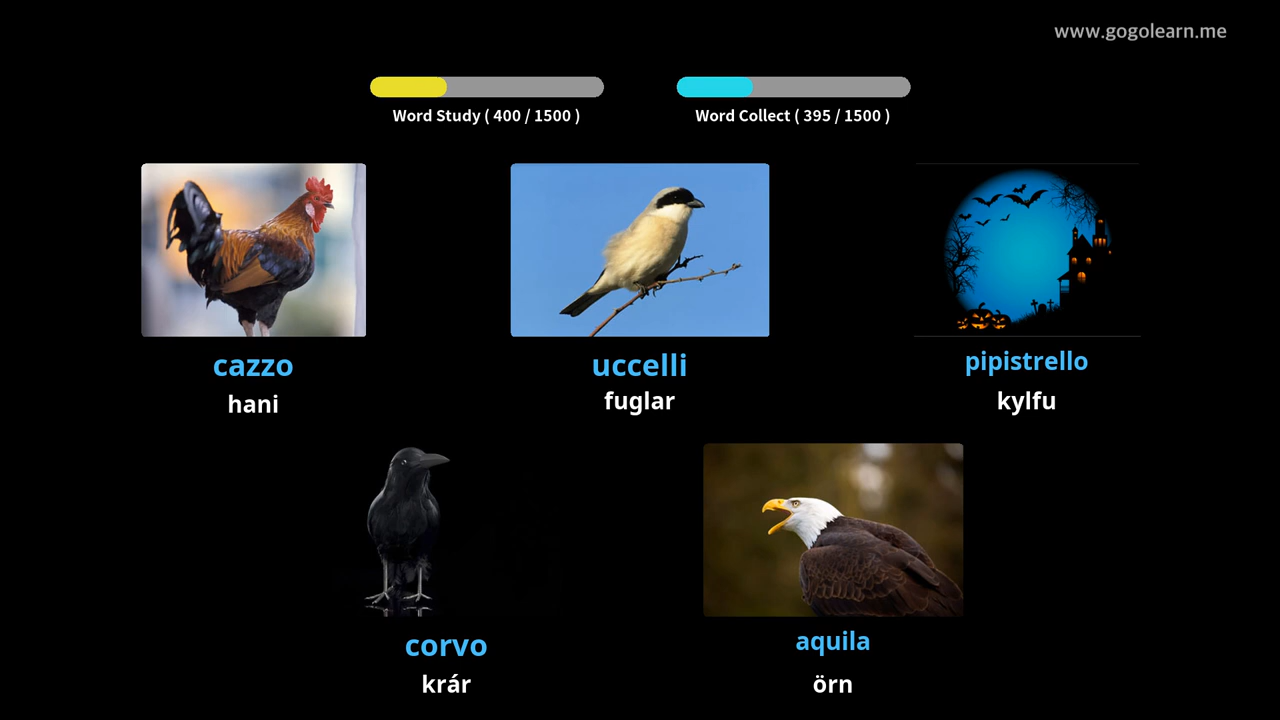 www.gogolearn.me
Word Study ( 400 / 1500 )
Word Collect ( 395 / 1500 )
cazzo
hani
uccelli
fuglar
pipistrello
kylfu
corvo
krár
aquila
örn